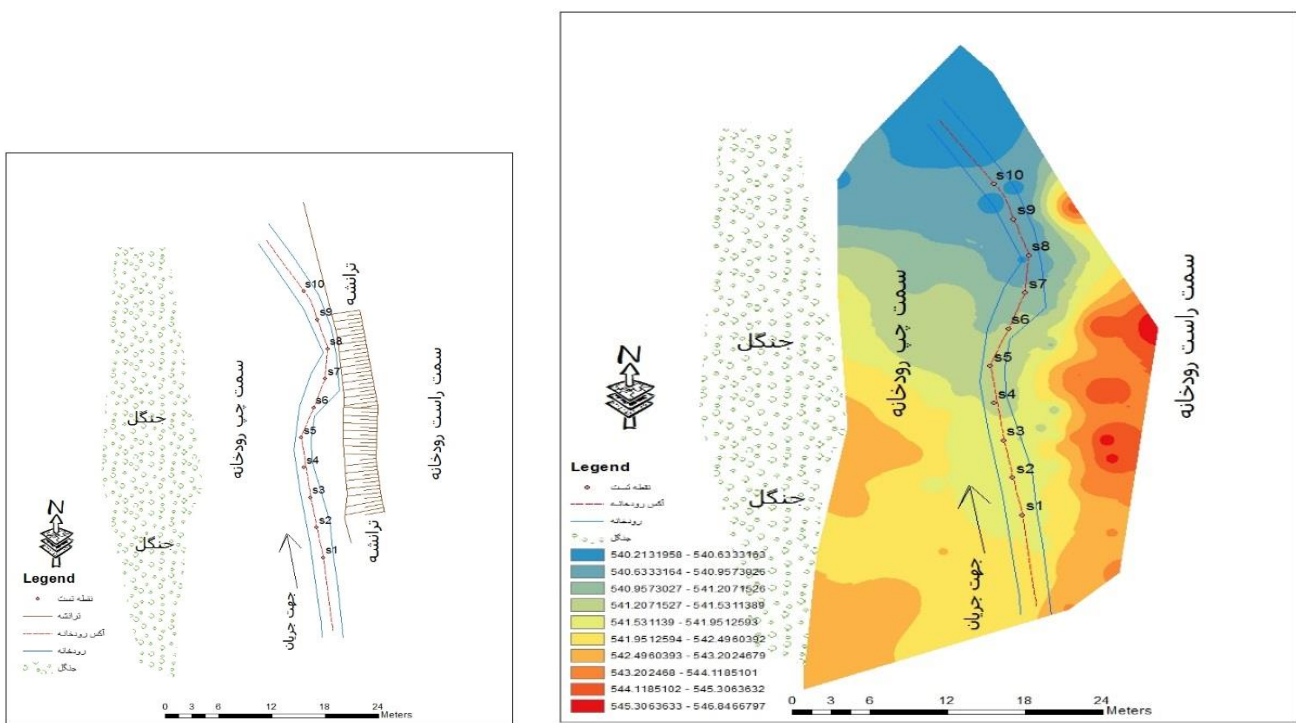 ترانشه
سمت راست رودخانه
سمت چپ رودخانه
جنگل
جنگل
ترانشه
جهت جریان
s10
s9
s8
s7
s6
s5
s4
s3
s2
s1
N
Legend
نقطه تست
ترانشه
آکس رودخانه
رودخانه
جنگل
0 3 6 12 18 24
Meters
سمت راست رودخانه
سمت چپ رودخانه
جنگل
جنگل
جهت جریان
s10
s9
s8
s7
s6
s5
s4
s3
s2
s1
N
Legend
نقطه تست
آکس رودخانه
رودخانه
جنگل
540.2131958 - 540.6333163
540.6333164 - 540.9573026
540.9573027 - 541.2071526
541.2071527 - 541.5311389
541.531139 - 541.9512593
541.9512594 - 542.4960392
542.4960393 - 543.2024679
543.202468 - 544.1185101
544.1185102 - 545.3063632
545.3063633 - 546.8466797
0 3 6 12 18 24
Meters